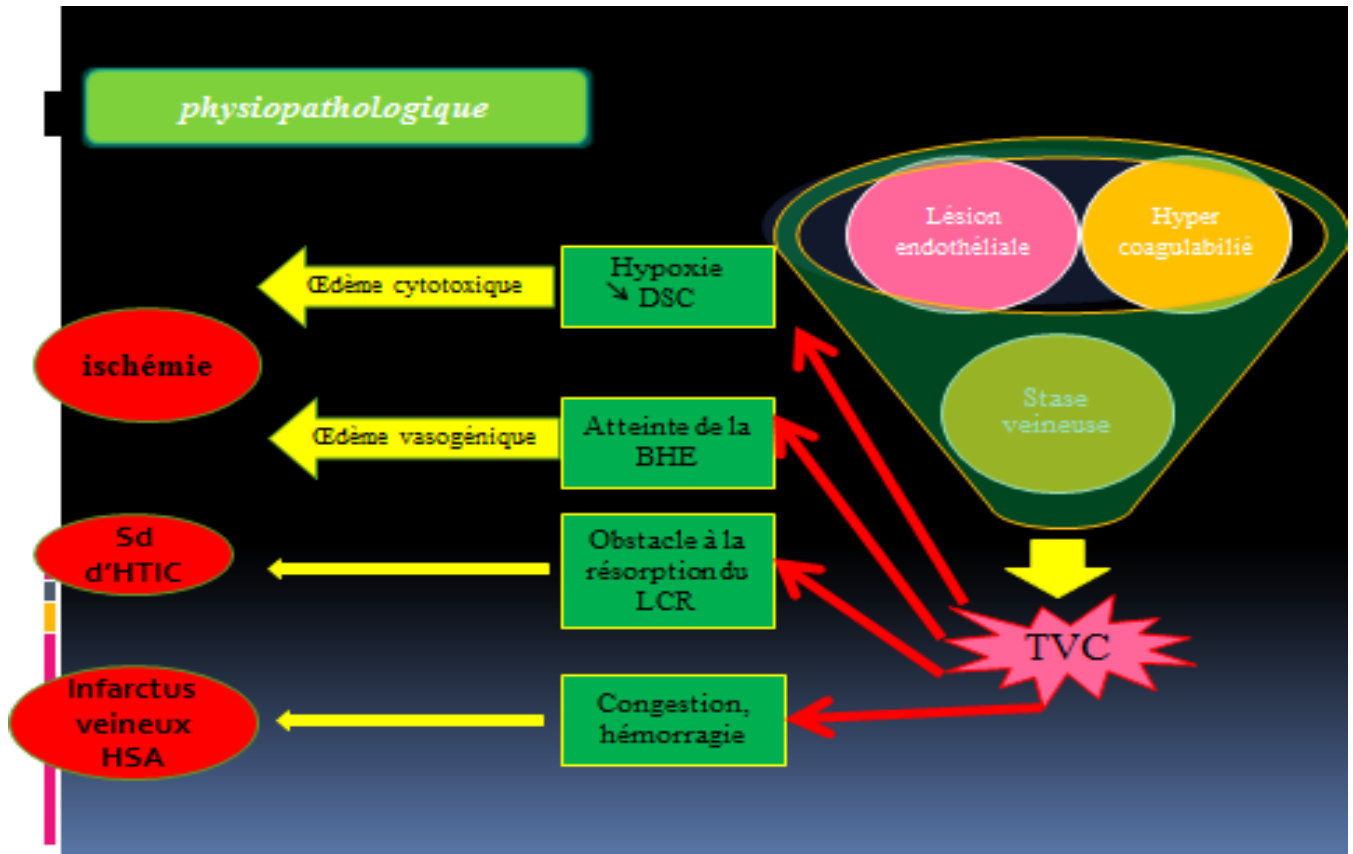 physiopathologique
Lésion
endothéliale
Hyper
coagulabilié
Stase
veineuse
TVC
Hypoxie
↘ DSC
Œdème cytotoxique
ischémie
Atteinte de la
BHE
Œdème vasogénique
Obstacle à la
résorption du
LCR
Sd
d’HTIC
Congestion,
hémorragie
Infarctus
veineux
HSA